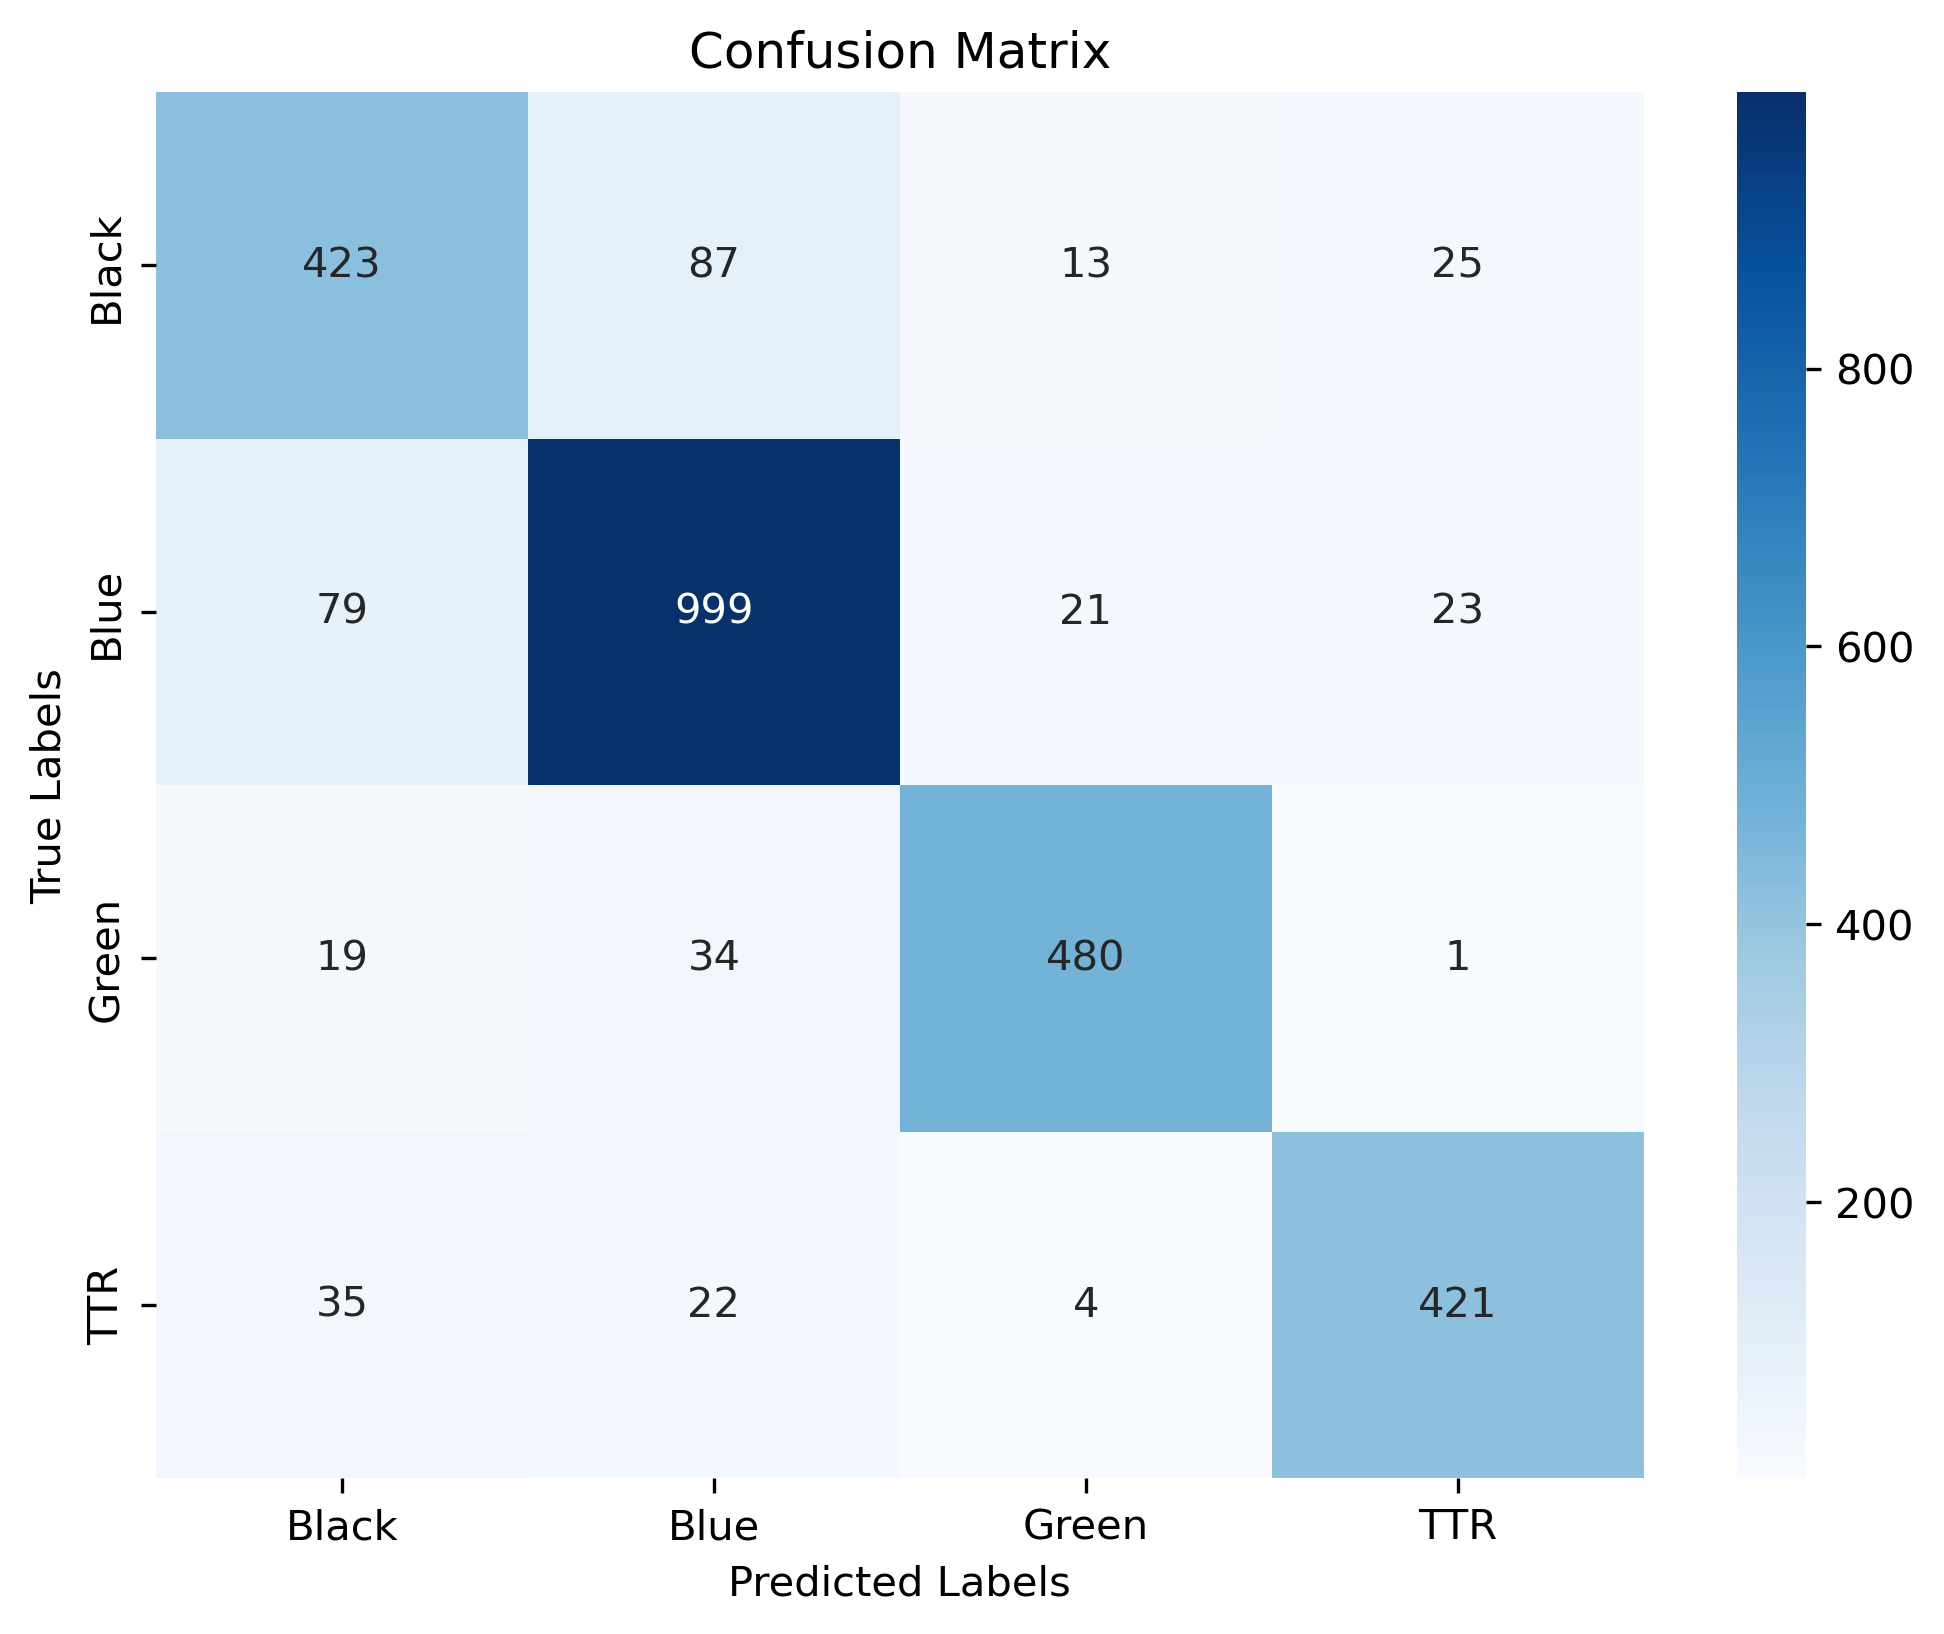 Confusion Matrix
True Labels
Black
423 87 13 25
Blue
79 999 21 23
Green
19 34 480 1
TTR
35 22 4 421
Black Blue Green TTR
Predicted Labels
800
600
400
200